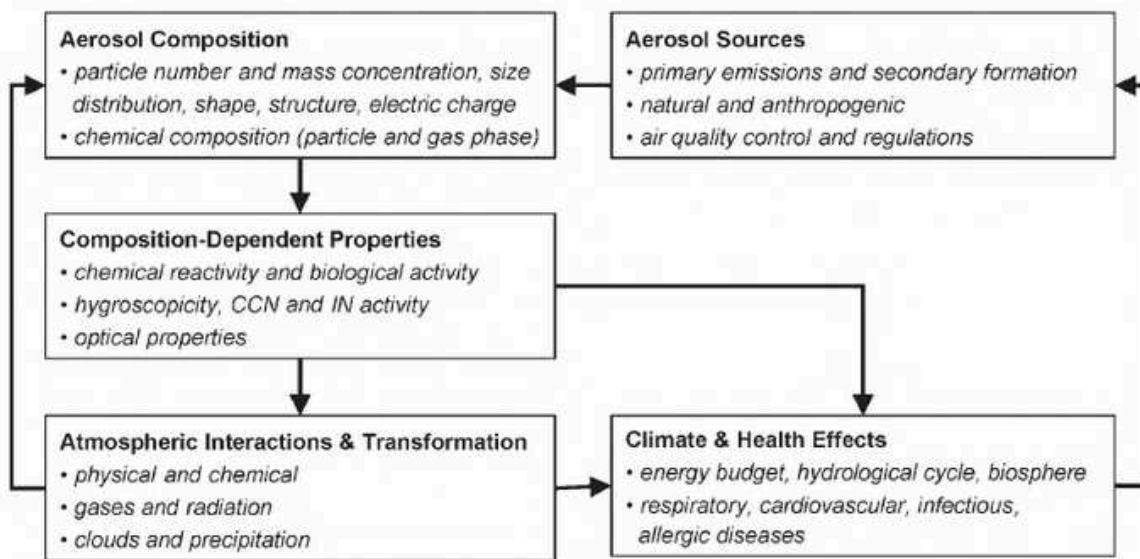 Aerosol Composition
• particle number and mass concentration, size
distribution, shape, structure, electric charge
• chemical composition (particle and gas phase)
Aerosol Sources
• primary emissions and secondary formation
• natural and anthropogenic
• air quality control and regulations
Composition-Dependent Properties
• chemical reactivity and biological activity
• hygroscopicity, CCN and IN activity
• optical properties
Atmospheric Interactions & Transformation
• physical and chemical
• gases and radiation
• clouds and precipitation
Climate & Health Effects
• energy budget, hydrological cycle, biosphere
• respiratory, cardiovascular, infectious,
allergic diseases